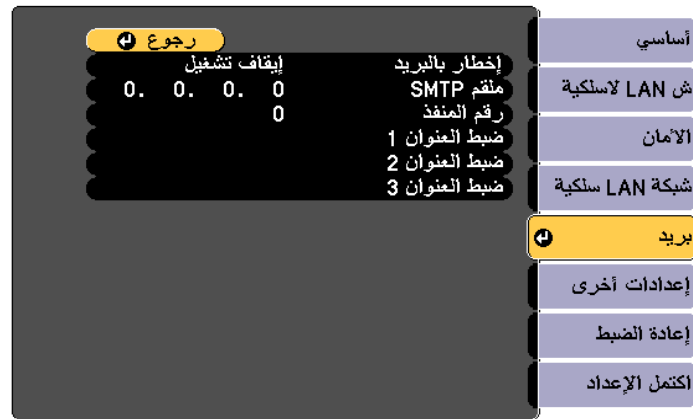 أساسي
ش LAN لاسلكية
الأمان
شبكة LAN سلكية
بريد
إعدادات أخرى
إعادة الضبط
اكتمل الإعداد
رجوع
إخطار بالبريد إيقاف تشغيل
ملقم SMTP 0. 0. 0. 0
رقم المنفذ 0
ضبط العنوان 1
ضبط العنوان 2
ضبط العنوان 3